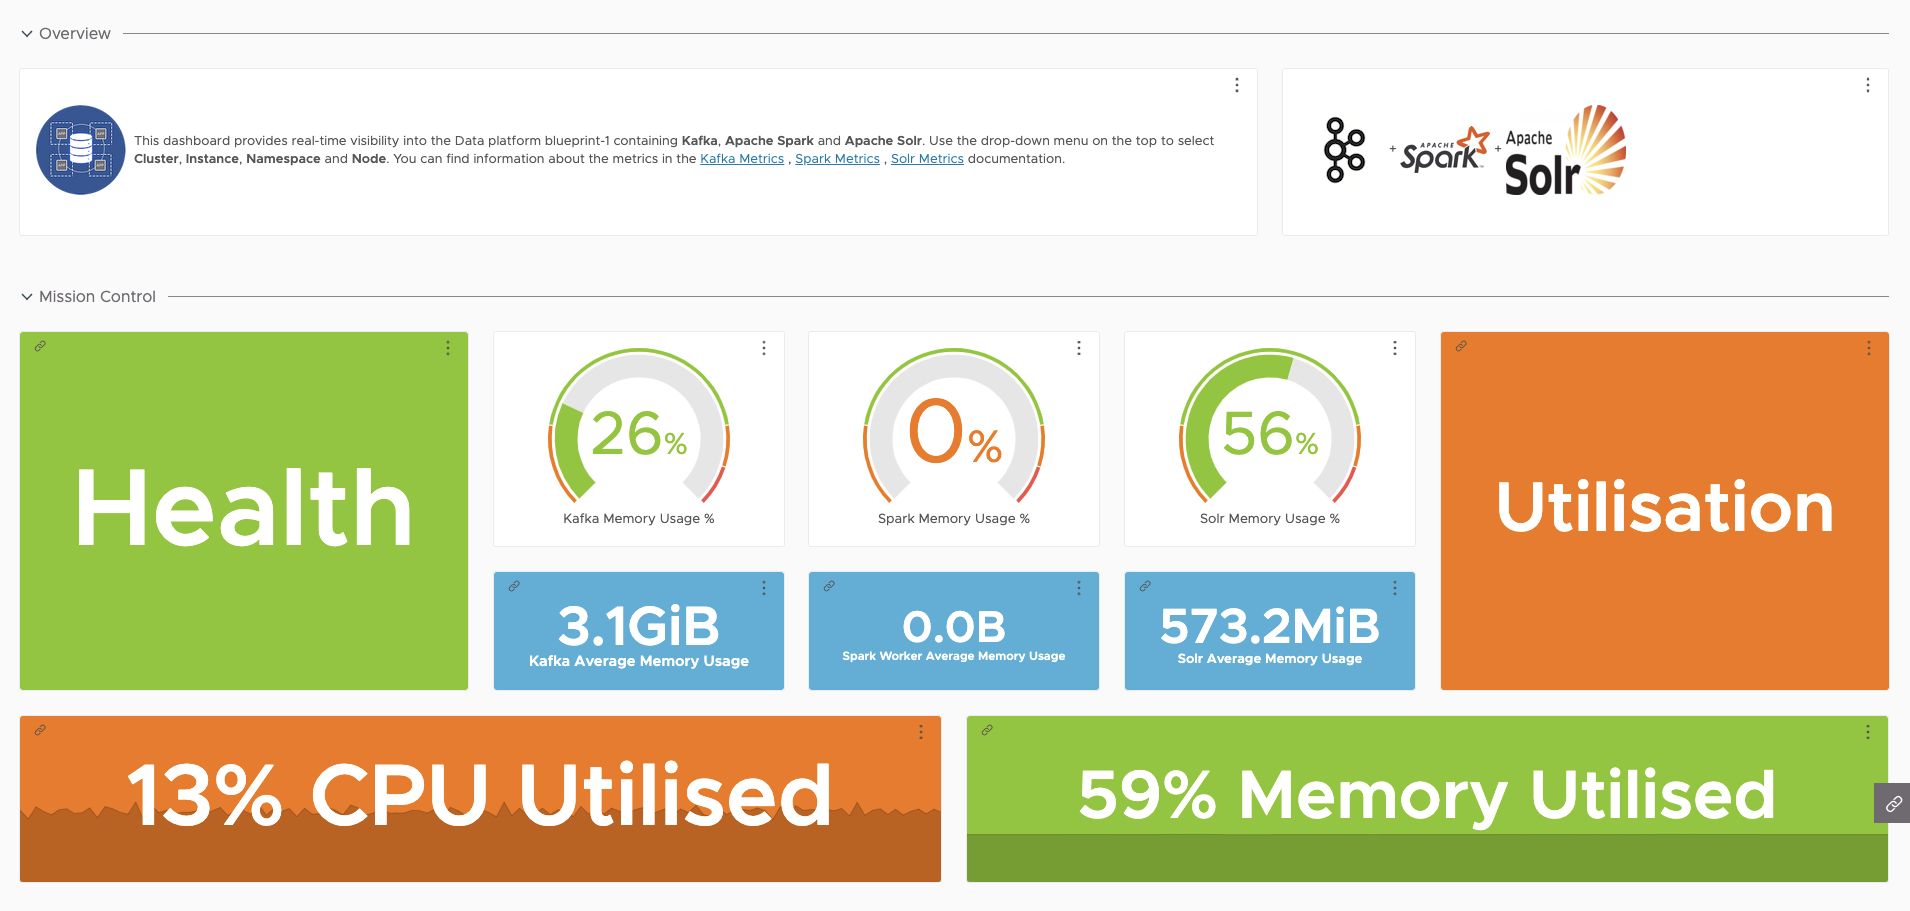 Overview
This dashboard provides real-time visibility into the Data platform blueprint-1 containing Kafka, Apache Spark and Apache Solr. Use the drop-down menu on the top to select
Cluster, Instance, Namespace and Node. You can find information about the metrics in the Kafka Metrics , Spark Metrics , Solr Metrics documentation.
+ APACHE Spark™ + Apache Solr
Mission Control
Health
26%
Kafka Memory Usage %
0%
Spark Memory Usage %
56%
Solr Memory Usage %
Utilisation
3.1GiB
Kafka Average Memory Usage
0.0B
Spark Worker Average Memory Usage
573.2MiB
Solr Average Memory Usage
13% CPU Utilised
59% Memory Utilised